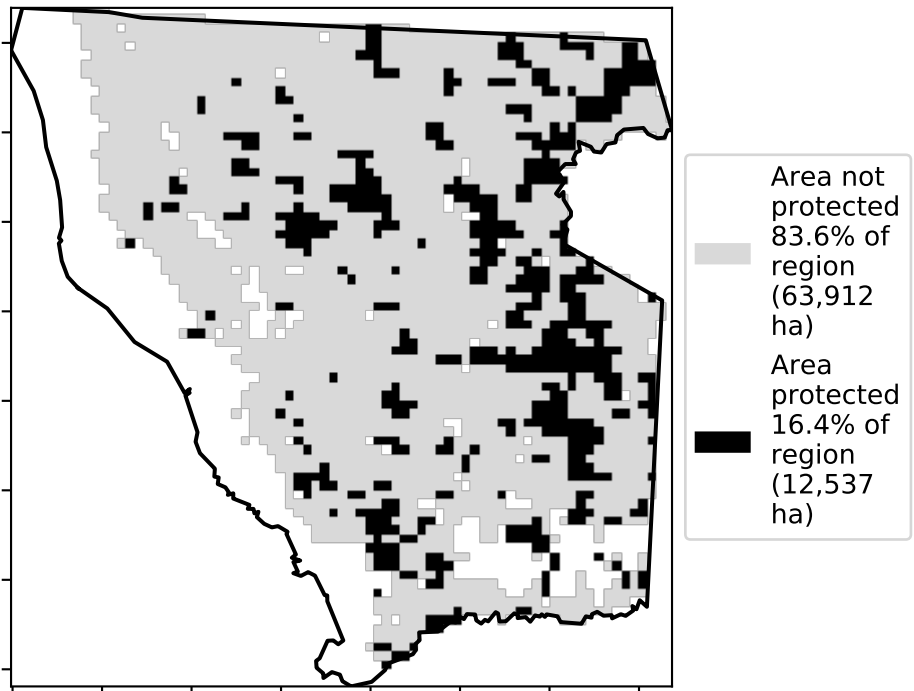 Area not
protected
83.6% of
region
(63,912
ha)
Area
protected
16.4% of
region
(12,537
ha)